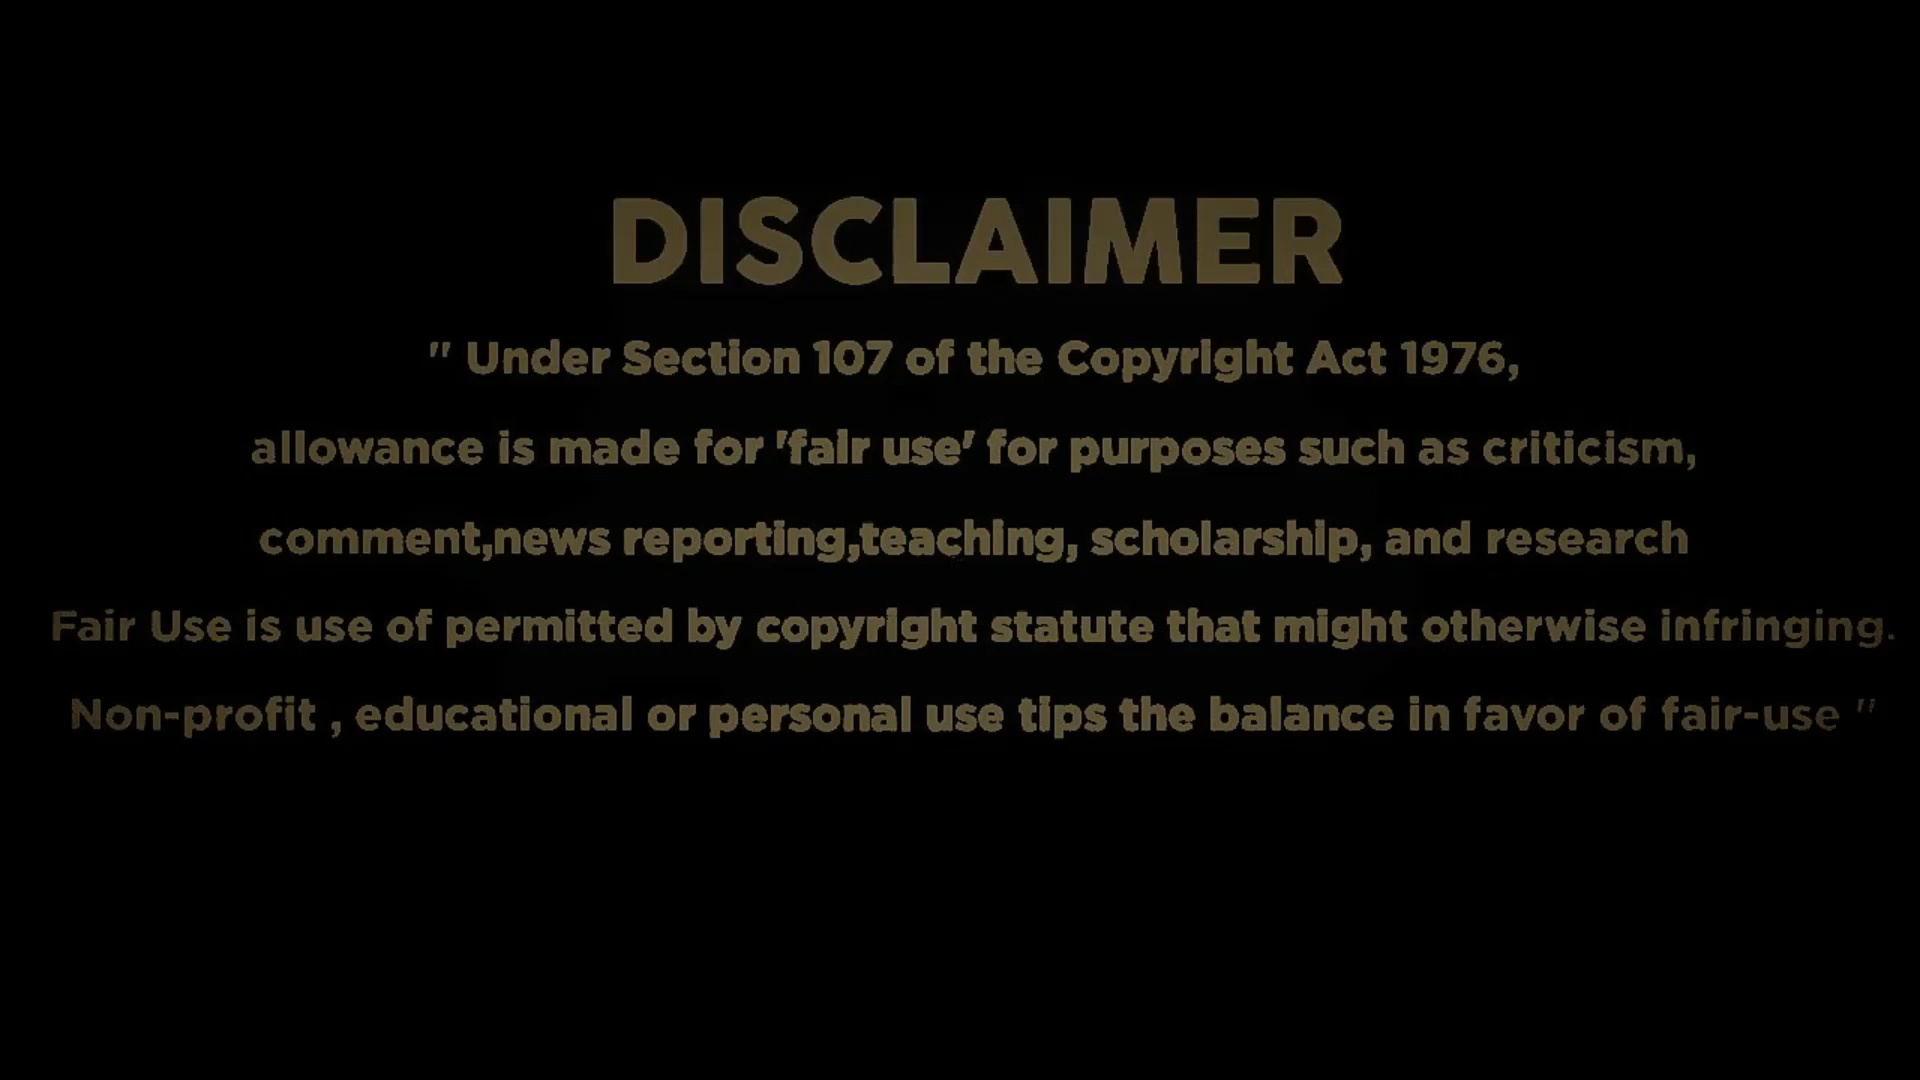 DISCLAIMER
" Under Section 107 of the Copyright Act 1976,
allowance is made for 'fair use' for purposes such as criticism,
comment,news reporting,teaching, scholarship, and research
Fair Use is use of permitted by copyright statute that might otherwise infringing.
Non-profit , educational or personal use tips the balance in favor of fair-use "